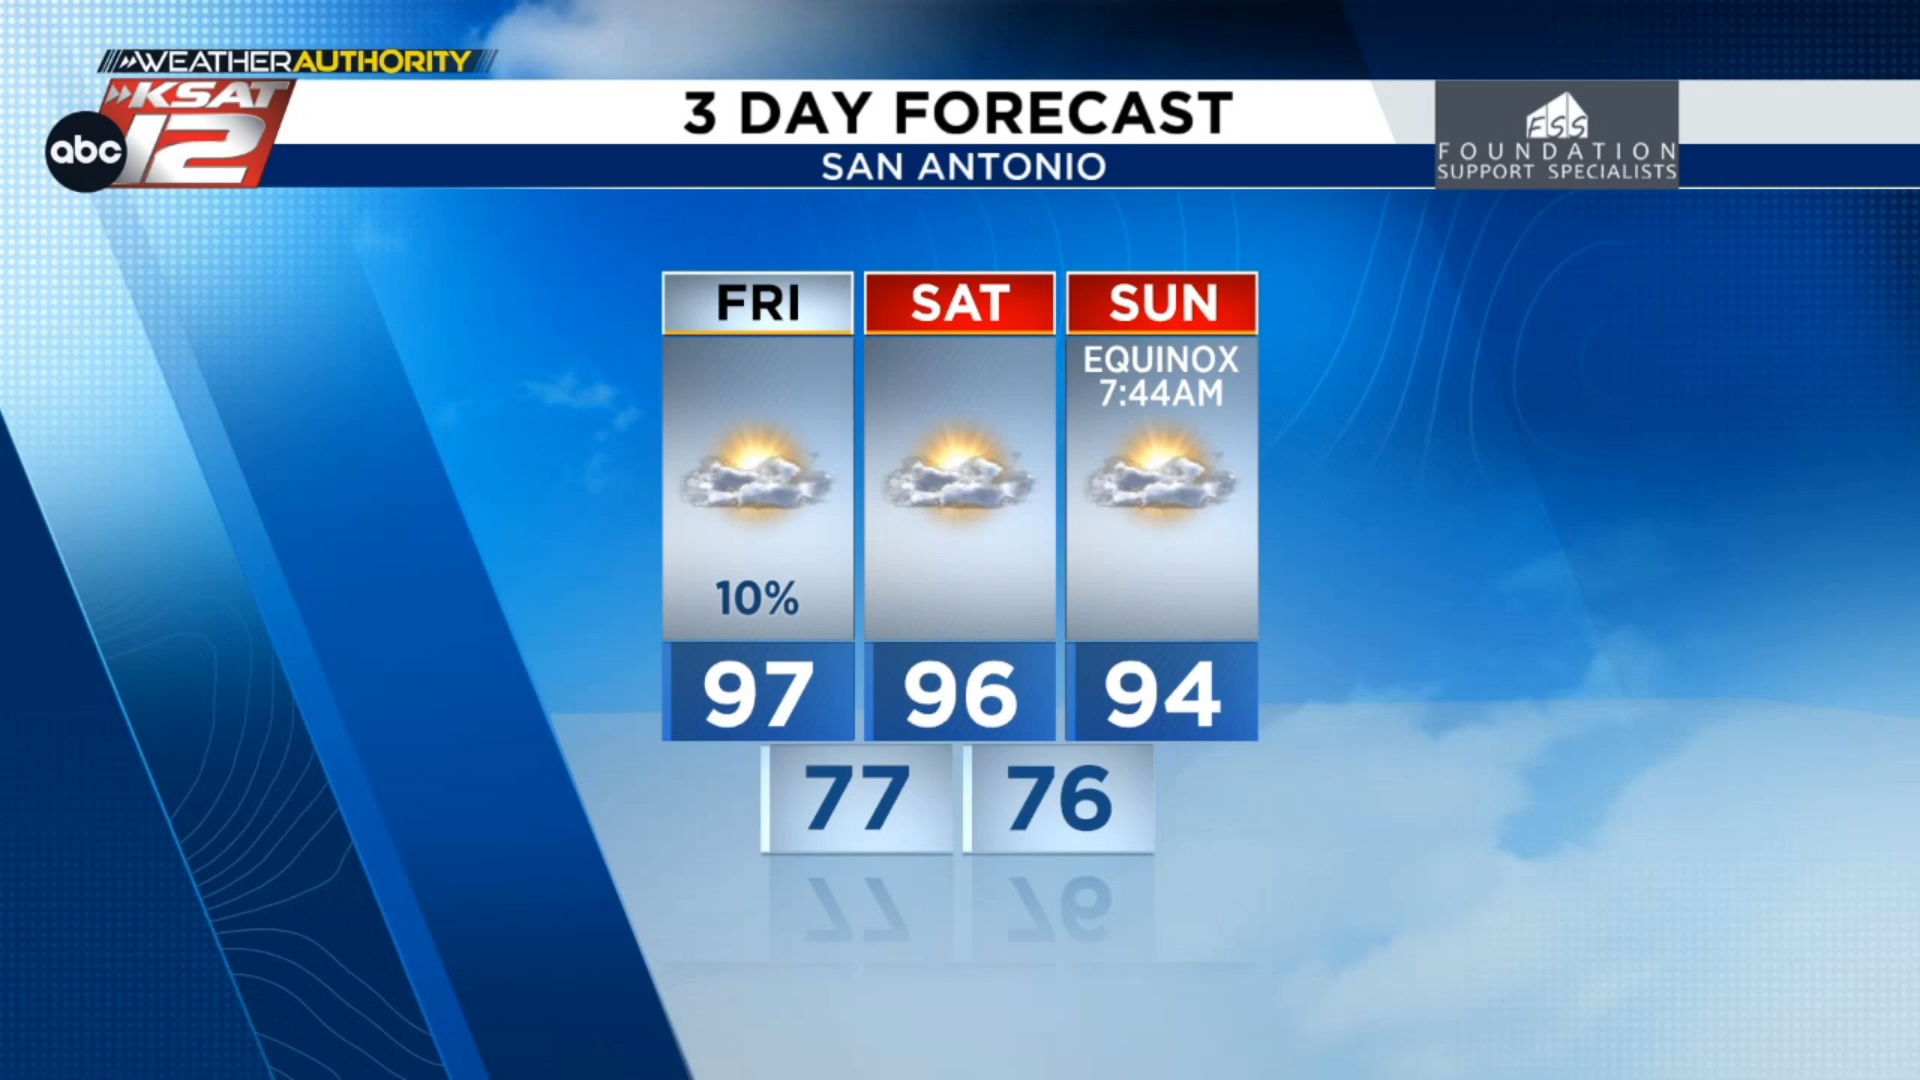 WEATHERAUTHORITY
KSAT
abc
12
3 DAY FORECAST
SAN ANTONIO
FSS
FOUNDATION
SUPPORT SPECIALISTS
FRI
SAT
SUN
EQUINOX
7:44AM
10%
97
96
94
77
76